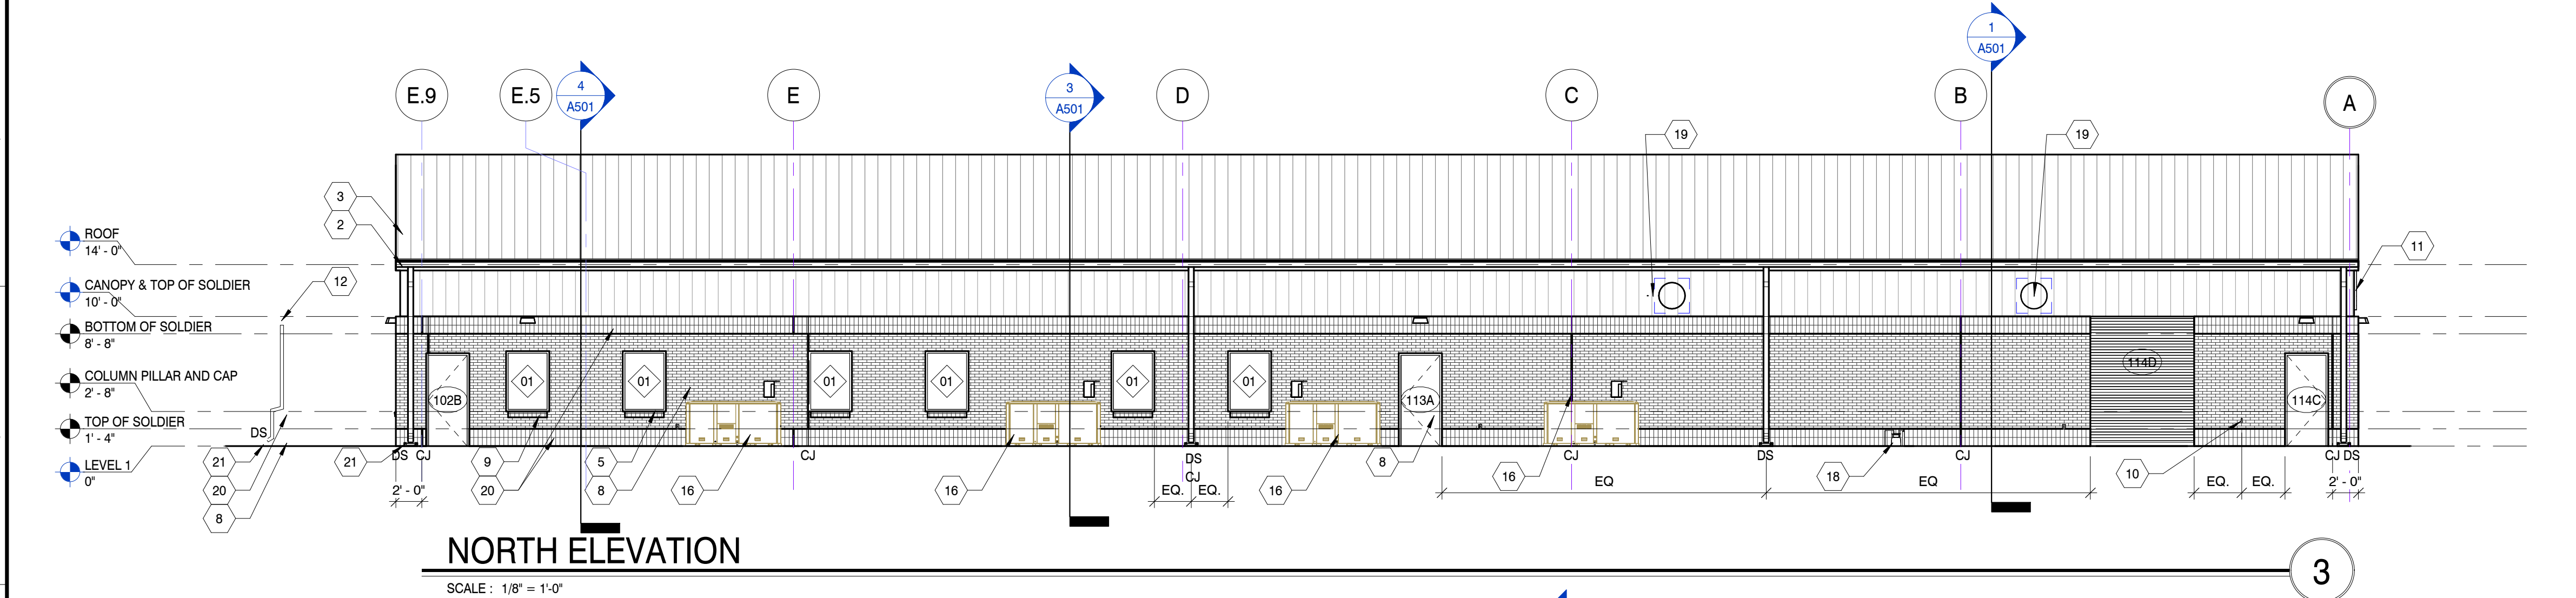 1
A501
E.9
E.5
4
A501
E
3
A501
D
C
B
A
19
19
3
2
ROOF
14' - 0"
11
12
CANOPY & TOP OF SOLDIER
10' - 0"
BOTTOM OF SOLDIER
8' - 8"
COLUMN PILLAR AND CAP
2' - 8"
TOP OF SOLDIER
1' - 4"
LEVEL 1
0"
01
01
01
01
01
01
102B
113A
114D
114C
DS
DS
CJ
CJ
DS
CJ
CJ
DS
CJ
CJ
DS
21
21
9
5
8
18
10
20
20
8
16
16
16
16
8
2' - 0"
EQ.
EQ.
EQ
EQ
EQ.
EQ.
2' - 0"
NORTH ELEVATION
SCALE : 1/8" = 1'-0"
3